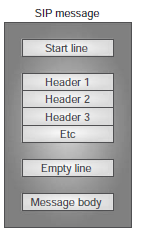 SIP message
Start line
Header 1
Header 2
Header 3
Etc
Empty line
Message body